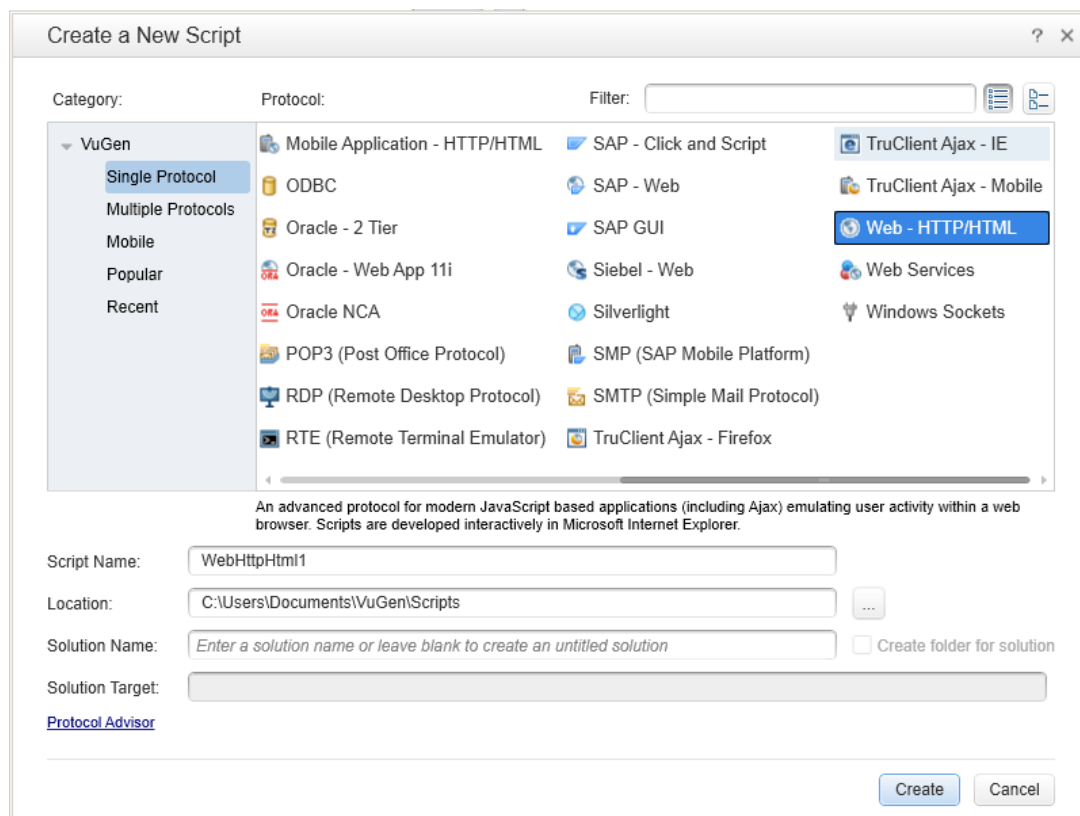 Create a New Script
? ×
Category:
Protocol:
Filter:
VuGen
Single Protocol
Multiple Protocols
Mobile
Popular
Recent
Mobile Application - HTTP/HTML
ODBC
Oracle - 2 Tier
Oracle - Web App 11i
Oracle NCA
POP3 (Post Office Protocol)
RDP (Remote Desktop Protocol)
RTE (Remote Terminal Emulator)
SAP - Click and Script
SAP - Web
SAP GUI
Siebel - Web
Silverlight
SMP (SAP Mobile Platform)
SMTP (Simple Mail Protocol)
TruClient Ajax - Firefox
TruClient Ajax - IE
TruClient Ajax - Mobile
Web - HTTP/HTML
Web Services
Windows Sockets
An advanced protocol for modern JavaScript based applications (including Ajax) emulating user activity within a web
browser. Scripts are developed interactively in Microsoft Internet Explorer.
Script Name: WebHttpHtml1
Location: C:\Users\Documents\VuGen\Scripts ...
Solution Name: Enter a solution name or leave blank to create an untitled solution Create folder for solution
Solution Target:
Protocol Advisor
Create Cancel